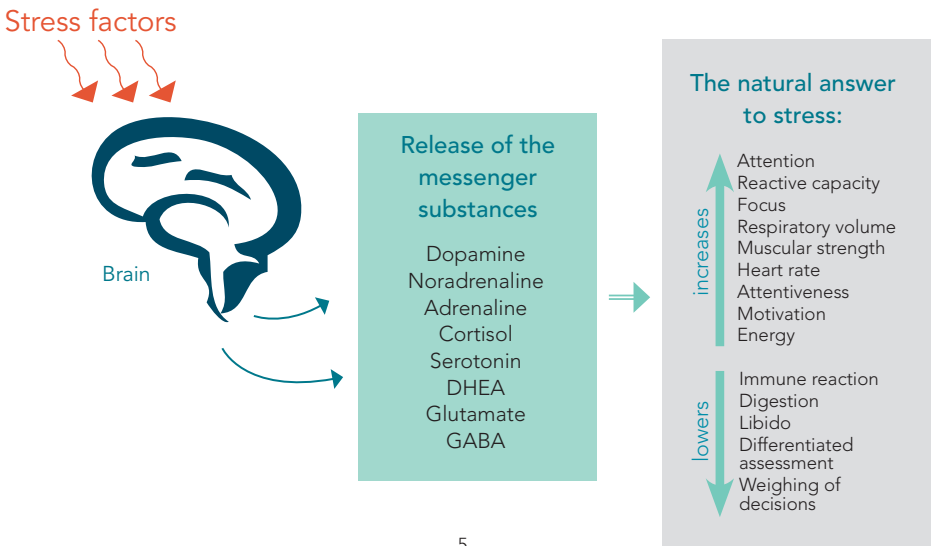 Stress factors
Brain
Release of the
messenger
substances
Dopamine
Noradrenaline
Adrenaline
Cortisol
Serotonin
DHEA
Glutamate
GABA
The natural answer
to stress:
increases
Attention
Reactive capacity
Focus
Respiratory volume
Muscular strength
Heart rate
Attentiveness
Motivation
Energy
lowers
Immune reaction
Digestion
Libido
Differentiated
assessment
Weighing of
decisions
5